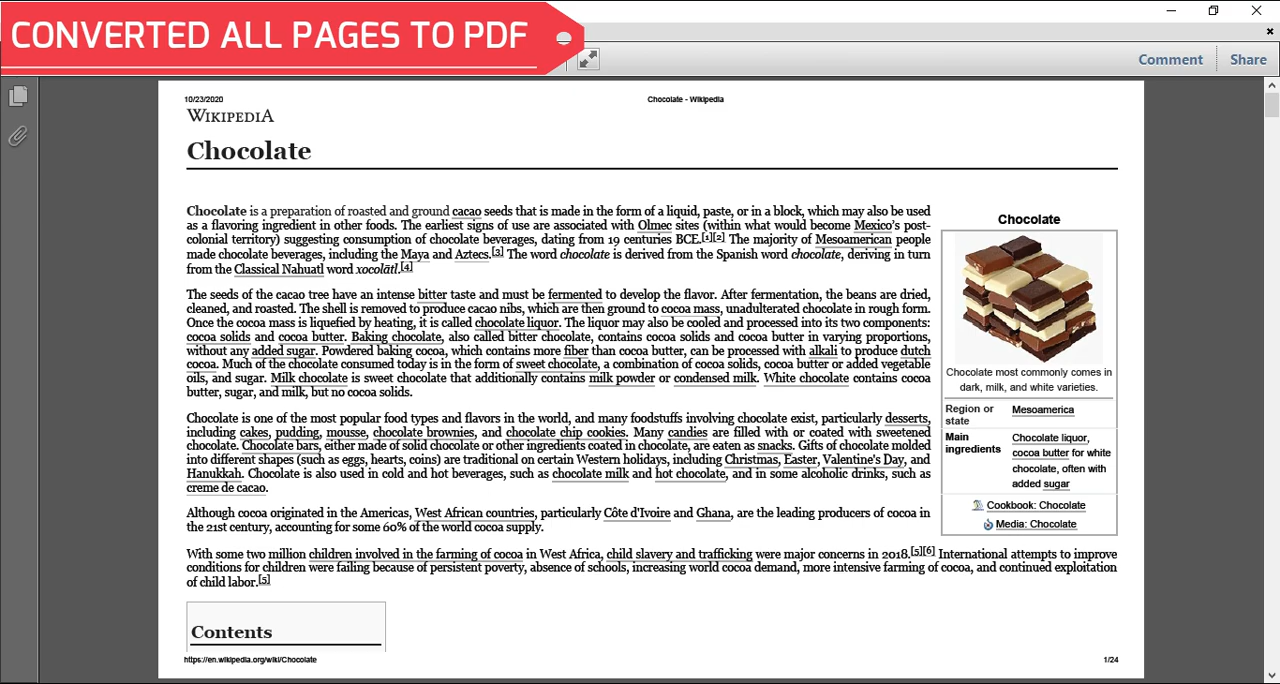 CONVERTED ALL PAGES TO PDF
Comment
Share
10/23/2020
Chocolate - Wikipedia
WIKIPEDIA
Chocolate
Chocolate is a preparation of roasted and ground cacao seeds that is made in the form of a liquid, paste, or in a block, which may also be used
as a flavoring ingredient in other foods. The earliest signs of use are associated with Olmec sites (within what would become Mexico's post-
colonial territory) suggesting consumption of chocolate beverages, dating from 19 centuries BCE.[1][2] The majority of Mesoamerican people
made chocolate beverages, including the Maya and Aztecs.[3] The word chocolate is derived from the Spanish word chocolate, deriving in turn
from the Classical Nahuatl word xocolātl.[4]
The seeds of the cacao tree have an intense bitter taste and must be fermented to develop the flavor. After fermentation, the beans are dried,
cleaned, and roasted. The shell is removed to produce cacao nibs, which are then ground to cocoa mass, unadulterated chocolate in rough form.
Once the cocoa mass is liquefied by heating, it is called chocolate liquor. The liquor may also be cooled and processed into its two components:
cocoa solids and cocoa butter. Baking chocolate, also called bitter chocolate, contains cocoa solids and cocoa butter in varying proportions,
without any added sugar. Powdered baking cocoa, which contains more fiber than cocoa butter, can be processed with alkali to produce dutch
cocoa. Much of the chocolate consumed today is in the form of sweet chocolate, a combination of cocoa solids, cocoa butter or added vegetable
oils, and sugar. Milk chocolate is sweet chocolate that additionally contains milk powder or condensed milk. White chocolate contains cocoa
butter, sugar, and milk, but no cocoa solids.
Chocolate is one of the most popular food types and flavors in the world, and many foodstuffs involving chocolate exist, particularly desserts,
including cakes, pudding, mousse, chocolate brownies, and chocolate chip cookies. Many candies are filled with or coated with sweetened
chocolate. Chocolate bars, either made of solid chocolate or other ingredients coated in chocolate, are eaten as snacks. Gifts of chocolate molded
into different shapes (such as eggs, hearts, coins) are traditional on certain Western holidays, including Christmas, Easter, Valentine's Day, and
Hanukkah. Chocolate is also used in cold and hot beverages, such as chocolate milk and hot chocolate, and in some alcoholic drinks, such as
creme de cacao.
Although cocoa originated in the Americas, West African countries, particularly Côte d'Ivoire and Ghana, are the leading producers of cocoa in
the 21st century, accounting for some 60% of the world cocoa supply.
With some two million children involved in the farming of cocoa in West Africa, child slavery and trafficking were major concerns in 2018.[5][6] International attempts to improve
conditions for children were failing because of persistent poverty, absence of schools, increasing world cocoa demand, more intensive farming of cocoa, and continued exploitation
of child labor.[5]
Chocolate
Chocolate most commonly comes in
dark, milk, and white varieties.
Region or
state
Mesoamerica
Main
ingredients
Chocolate liquor,
cocoa butter for white
chocolate, often with
added sugar
Cookbook: Chocolate
Media: Chocolate
Contents
https://en.wikipedia.org/wiki/Chocolate
1/24